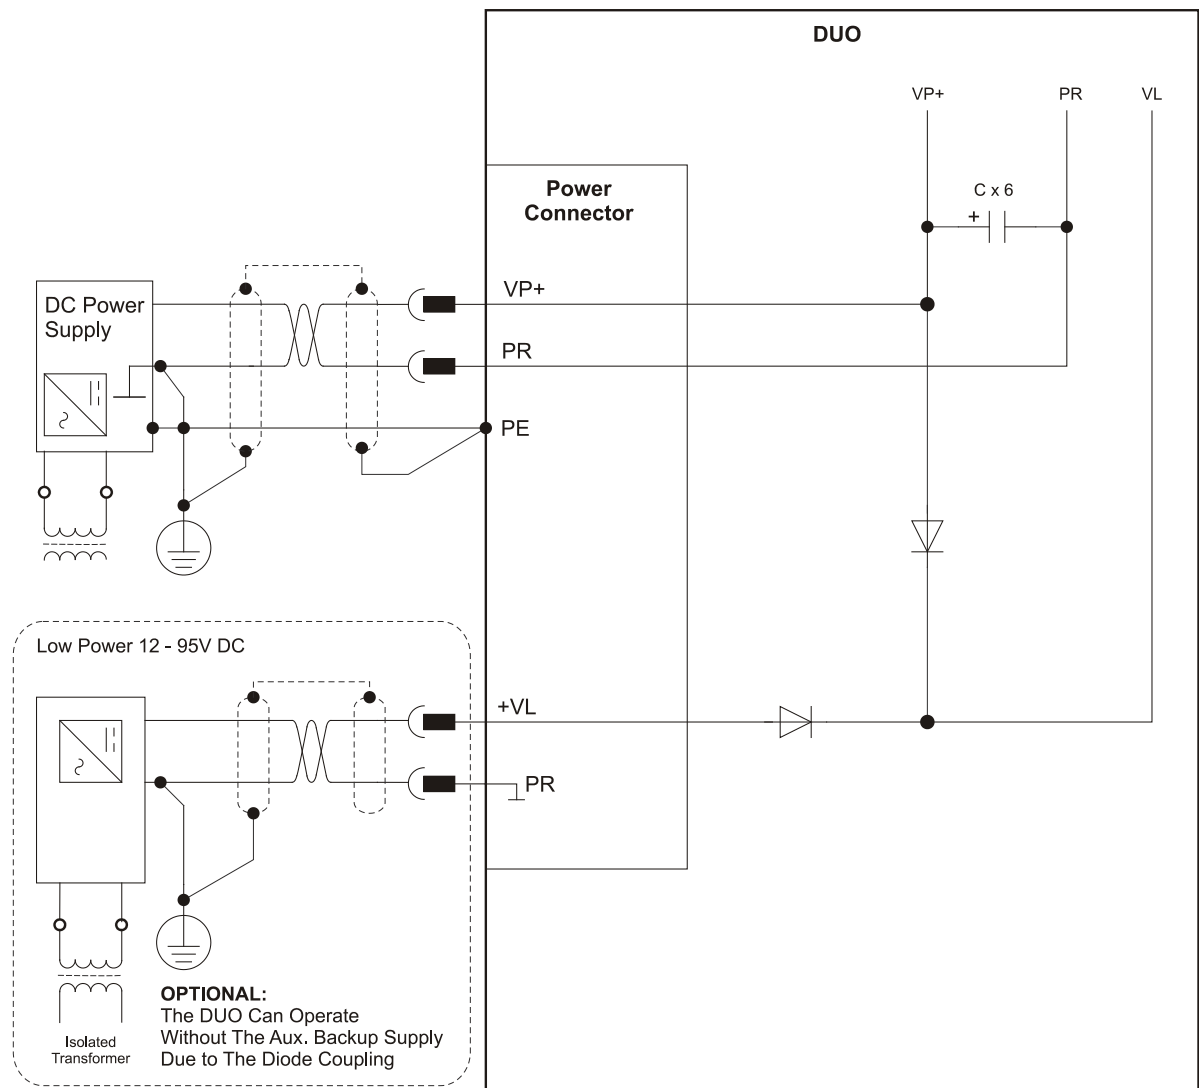 DUO
VP+
PR
VL
C x 6
+
Power
Connector
DC Power
Supply
VP+
PR
PE
Low Power 12 - 95V DC
+VL
PR
OPTIONAL:
The DUO Can Operate
Without The Aux. Backup Supply
Due to The Diode Coupling
Isolated
Transformer